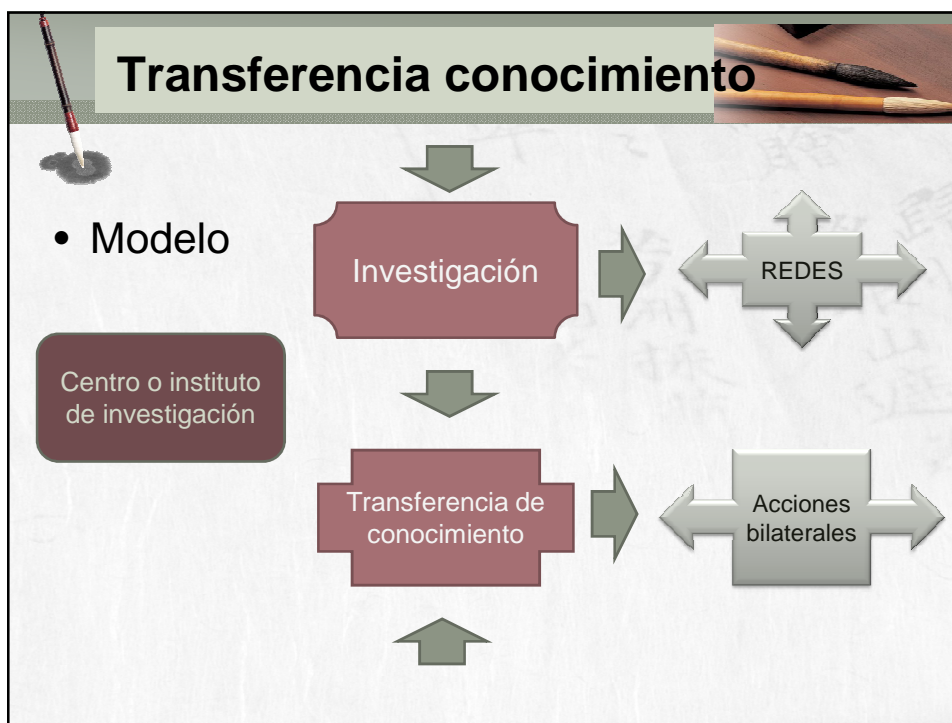 Transferencia conocimiento
• Modelo
Investigación
REDES
Centro o instituto
de investigación
Transferencia de
conocimiento
Acciones
bilaterales